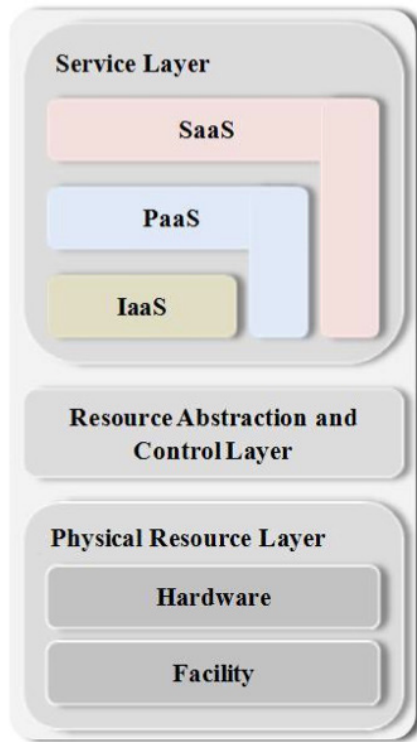 Service Layer
SaaS
PaaS
IaaS
Resource Abstraction and
Control Layer
Physical Resource Layer
Hardware
Facility